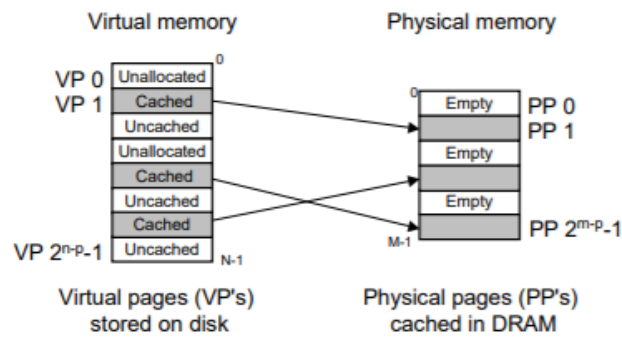 Virtual memory
Physical memory
0
VP 0 Unallocated
VP 1 Cached
Uncached
Unallocated
Cached
Uncached
Cached
VP 2ⁿ⁻ᵖ-1 Uncached
N-1
0
Empty PP 0
PP 1
Empty
Empty
PP 2ᵐ⁻ᵖ-1
M-1
Virtual pages (VP's)
stored on disk
Physical pages (PP's)
cached in DRAM